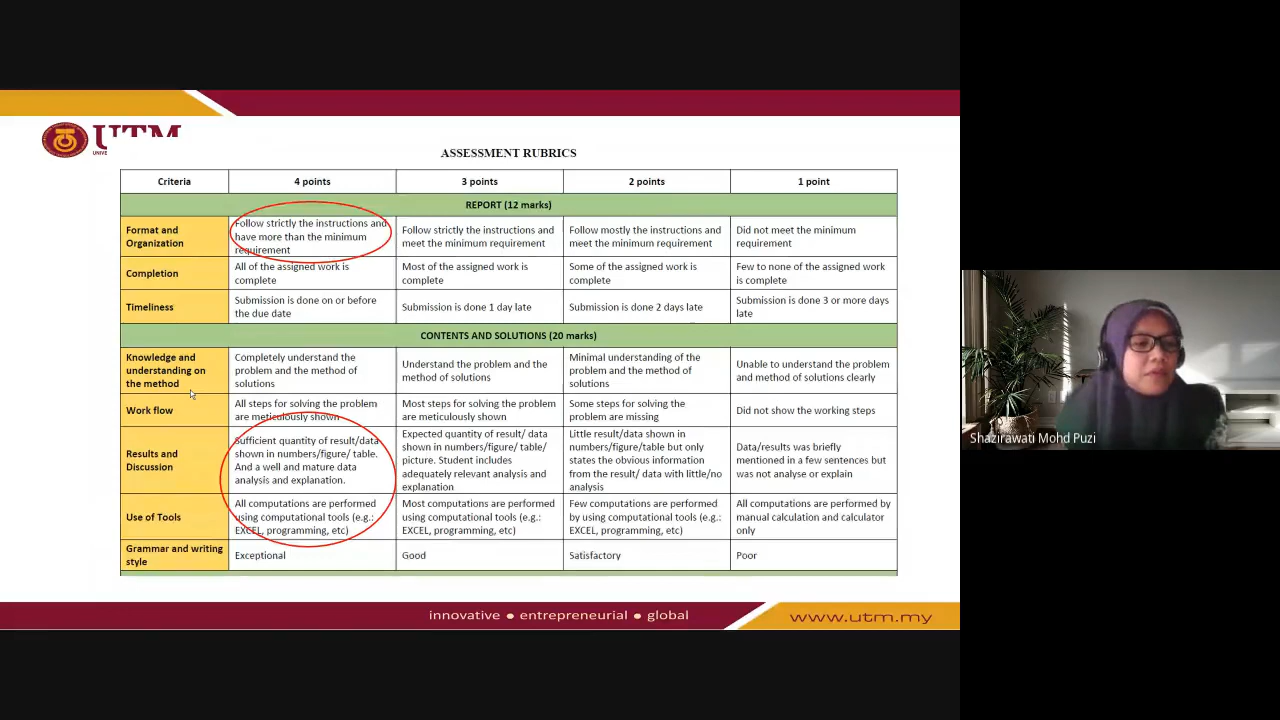 UTM
ASSESSMENT RUBRICS
Criteria
4 points
3 points
2 points
1 point
REPORT (12 marks)
Format and
Organization
Follow strictly the instructions and
have more than the minimum
requirement
Follow strictly the instructions and
meet the minimum requirement
Follow mostly the instructions and
meet the minimum requirement
Did not meet the minimum
requirement
Completion
All of the assigned work is
complete
Most of the assigned work is
complete
Some of the assigned work is
complete
Few to none of the assigned work
is complete
Timeliness
Submission is done on or before
the due date
Submission is done 1 day late
Submission is done 2 days late
Submission is done 3 or more days
late
CONTENTS AND SOLUTIONS (20 marks)
Knowledge and
understanding on
the method
Completely understand the
problem and the method of
solutions
Understand the problem and the
method of solutions
Minimal understanding of the
problem and the method of
solutions
Unable to understand the problem
and method of solutions clearly
Work flow
All steps for solving the problem
are meticulously shown
Most steps for solving the problem
are meticulously shown
Some steps for solving the
problem are missing
Did not show the working steps
Results and
Discussion
Sufficient quantity of result/data
shown in numbers/figure/ table.
And a well and mature data
analysis and explanation.
Expected quantity of result/ data
shown in numbers/figure/ table/
picture. Student includes
adequately relevant analysis and
explanation
Little result/data shown in
numbers/figure/table but only
states the obvious information
from the result/ data with little/no
analysis
Data/results was briefly
mentioned in a few sentences but
was not analyse or explain
Use of Tools
All computations are performed
using computational tools (e.g.:
EXCEL, programming, etc)
Most computations are performed
using computational tools (e.g.:
EXCEL, programming, etc)
Few computations are performed
by using computational tools (e.g.:
EXCEL, programming, etc)
All computations are performed by
manual calculation and calculator
only
Grammar and writing
style
Exceptional
Good
Satisfactory
Poor
innovative ● entrepreneurial ● global
www.utm.my
Shazirawati Mohd Puzi